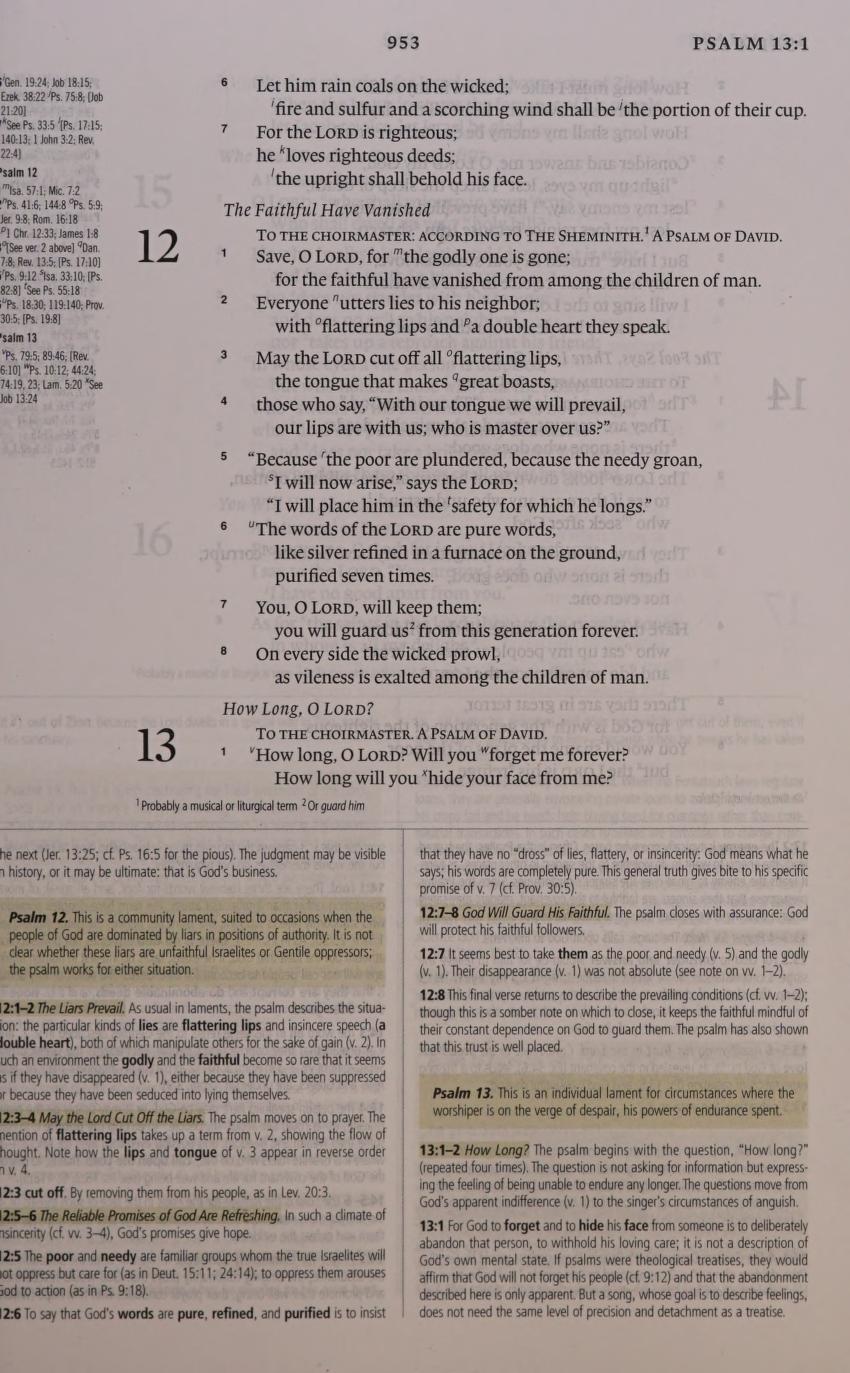 953
PSALM 13:1
Gen. 19:24; Job 18:15;
Ezek. 38:22 Ps. 75:8; [Job
21:20]
See Ps. 33:5 [Ps. 17:15;
140:13; 1 John 3:2; Rev.
22:4]
salm 12
m Isa. 57:1; Mic. 7:2
n Ps. 41:6; 144:8 o Ps. 5:9;
Jer. 9:8; Rom. 16:18
p 1 Chr. 12:33; James 1:8
q [See ver. 2 above] q Dan.
7:8; Rev. 13:5; [Ps. 17:10]
r Ps. 9:12 s Isa. 33:10; [Ps.
82:8] t See Ps. 55:18
u Ps. 18:30; 119:140; Prov.
30:5; [Ps. 19:8]
salm 13
v Ps. 79:5; 89:46; [Rev.
6:10] w Ps. 10:12; 44:24;
74:19, 23; Lam. 5:20 x See
Job 13:24
6 Let him rain coals on the wicked;
l fire and sulfur and a scorching wind shall be j the portion of their cup.
7 For the LORD is righteous;
he k loves righteous deeds;
l the upright shall behold his face.
The Faithful Have Vanished
12
TO THE CHOIRMASTER: ACCORDING TO THE SHEMINITH.1 A PSALM OF DAVID.
1 Save, O LORD, for m the godly one is gone;
for the faithful have vanished from among the children of man.
2 Everyone n utters lies to his neighbor;
with o flattering lips and p a double heart they speak.
3 May the LORD cut off all o flattering lips,
the tongue that makes q great boasts,
4 those who say, “With our tongue we will prevail,
our lips are with us; who is master over us?”
5 “Because r the poor are plundered, because the needy groan,
s I will now arise,” says the LORD;
“I will place him in the t safety for which he longs.”
6 u The words of the LORD are pure words,
like silver refined in a furnace on the ground,
purified seven times.
7 You, O LORD, will keep them;
you will guard us2 from this generation forever.
8 On every side the wicked prowl,
as vileness is exalted among the children of man.
How Long, O LORD?
13
TO THE CHOIRMASTER. A PSALM OF DAVID.
1 v How long, O LORD? Will you w forget me forever?
How long will you x hide your face from me?
1 Probably a musical or liturgical term 2 Or guard him
he next (Jer. 13:25; cf. Ps. 16:5 for the pious). The judgment may be visible
n history, or it may be ultimate: that is God's business.
Psalm 12. This is a community lament, suited to occasions when the
people of God are dominated by liars in positions of authority. It is not
clear whether these liars are unfaithful Israelites or Gentile oppressors;
the psalm works for either situation.
12:1–2 The Liars Prevail. As usual in laments, the psalm describes the situa-
ion: the particular kinds of lies are flattering lips and insincere speech (a
double heart), both of which manipulate others for the sake of gain (v. 2). In
uch an environment the godly and the faithful become so rare that it seems
s if they have disappeared (v. 1), either because they have been suppressed
r because they have been seduced into lying themselves.
12:3–4 May the Lord Cut Off the Liars. The psalm moves on to prayer. The
mention of flattering lips takes up a term from v. 2, showing the flow of
hought. Note how the lips and tongue of v. 3 appear in reverse order
n v. 4.
12:3 cut off. By removing them from his people, as in Lev. 20:3.
12:5–6 The Reliable Promises of God Are Refreshing. In such a climate of
nsincerity (cf. vv. 3–4), God's promises give hope.
12:5 The poor and needy are familiar groups whom the true Israelites will
ot oppress but care for (as in Deut. 15:11; 24:14); to oppress them arouses
God to action (as in Ps. 9:18).
12:6 To say that God's words are pure, refined, and purified is to insist
that they have no “dross” of lies, flattery, or insincerity: God means what he
says; his words are completely pure. This general truth gives bite to his specific
promise of v. 7 (cf. Prov. 30:5).
12:7–8 God Will Guard His Faithful. The psalm closes with assurance: God
will protect his faithful followers.
12:7 It seems best to take them as the poor and needy (v. 5) and the godly
(v. 1). Their disappearance (v. 1) was not absolute (see note on vv. 1–2).
12:8 This final verse returns to describe the prevailing conditions (cf. vv. 1–2);
though this is a somber note on which to close, it keeps the faithful mindful of
their constant dependence on God to guard them. The psalm has also shown
that this trust is well placed.
Psalm 13. This is an individual lament for circumstances where the
worshiper is on the verge of despair, his powers of endurance spent.
13:1–2 How Long? The psalm begins with the question, “How long?”
(repeated four times). The question is not asking for information but express-
ing the feeling of being unable to endure any longer. The questions move from
God's apparent indifference (v. 1) to the singer's circumstances of anguish.
13:1 For God to forget and to hide his face from someone is to deliberately
abandon that person, to withhold his loving care; it is not a description of
God's own mental state. If psalms were theological treatises, they would
affirm that God will not forget his people (cf. 9:12) and that the abandonment
described here is only apparent. But a song, whose goal is to describe feelings,
does not need the same level of precision and detachment as a treatise.